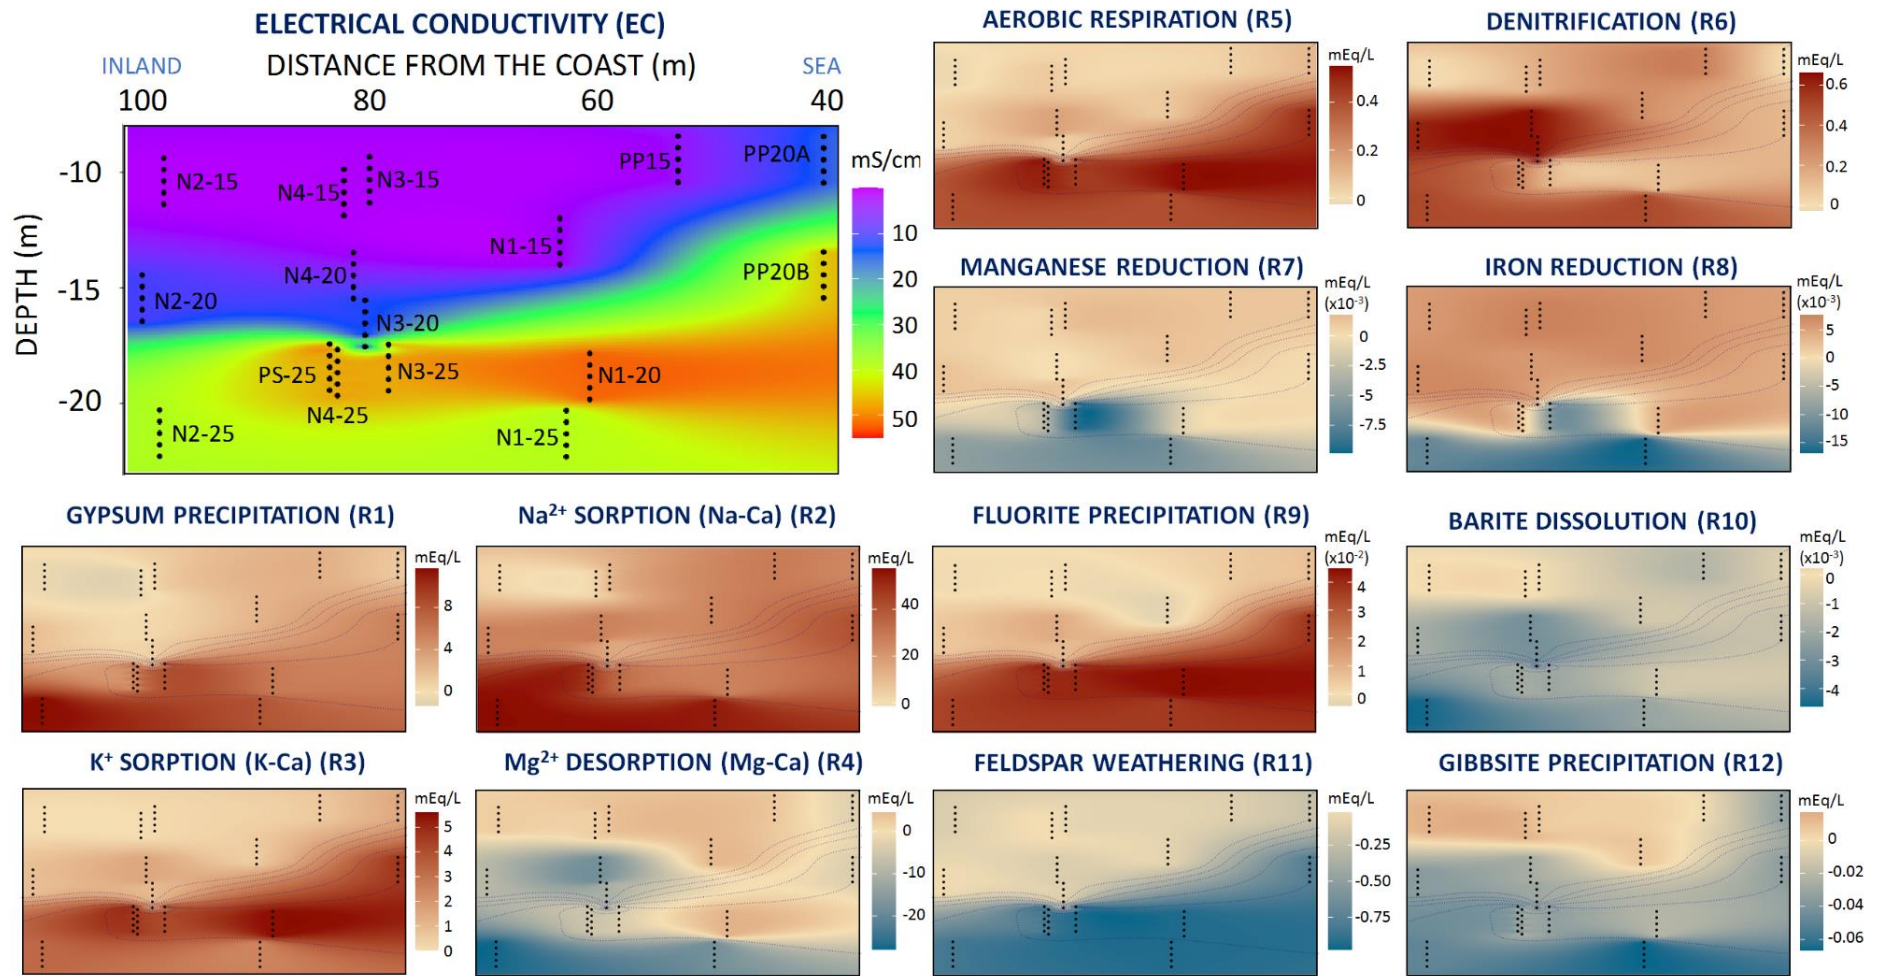 ELECTRICAL CONDUCTIVITY (EC)
INLAND
DISTANCE FROM THE COAST (m)
SEA
100
80
60
40
DEPTH (m)
-10
-15
-20
N2-15
N4-15
N3-15
PP15
PP20A
N1-15
N4-20
PP20B
N2-20
N3-20
PS-25
N3-25
N1-20
N4-25
N2-25
N1-25
mS/cm
10
20
30
40
50
AEROBIC RESPIRATION (R5)
mEq/L
0.4
0.2
0
DENITRIFICATION (R6)
mEq/L
0.6
0.4
0.2
0
MANGANESE REDUCTION (R7)
mEq/L
(x10-3)
0
-2.5
-5
-7.5
IRON REDUCTION (R8)
mEq/L
(x10-3)
5
0
-5
-10
-15
GYPSUM PRECIPITATION (R1)
mEq/L
8
4
0
Na2+ SORPTION (Na-Ca) (R2)
mEq/L
40
20
0
FLUORITE PRECIPITATION (R9)
mEq/L
(x10-2)
4
3
2
1
0
BARITE DISSOLUTION (R10)
mEq/L
(x10-3)
0
-1
-2
-3
-4
K+ SORPTION (K-Ca) (R3)
mEq/L
5
4
3
2
1
0
Mg2+ DESORPTION (Mg-Ca) (R4)
mEq/L
0
-10
-20
FELDSPAR WEATHERING (R11)
mEq/L
-0.25
-0.50
-0.75
GIBBSITE PRECIPITATION (R12)
mEq/L
0
-0.02
-0.04
-0.06